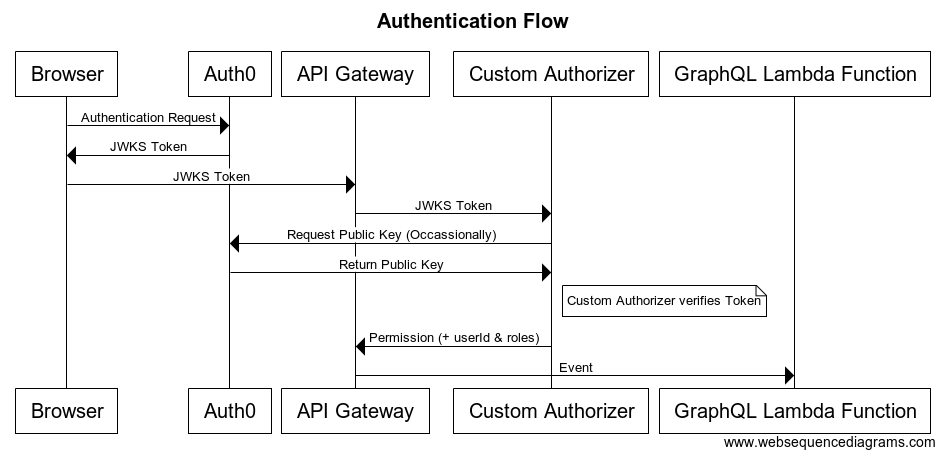 Authentication Flow
Browser
Auth0
API Gateway
Custom Authorizer
GraphQL Lambda Function
Authentication Request
JWKS Token
JWKS Token
JWKS Token
Request Public Key (Occassionally)
Return Public Key
Custom Authorizer verifies Token
Permission (+ userId & roles)
Event
Browser
Auth0
API Gateway
Custom Authorizer
GraphQL Lambda Function
www.websequencediagrams.com